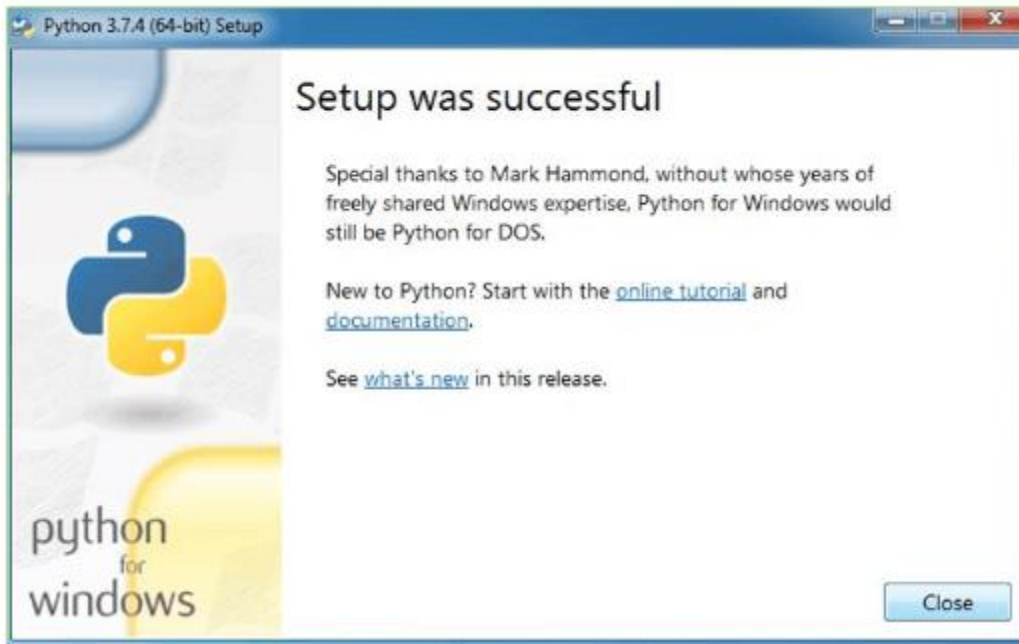 Python 3.7.4 (64-bit) Setup
Setup was successful
Special thanks to Mark Hammond, without whose years of
freely shared Windows expertise, Python for Windows would
still be Python for DOS.
New to Python? Start with the online tutorial and
documentation.
See what's new in this release.
python
for
windows
Close